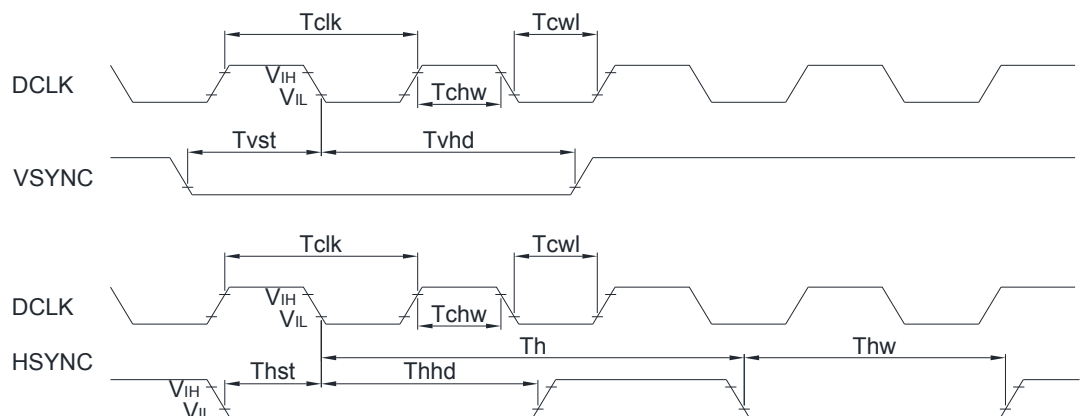 Tclk Tcwl
DCLK VIH Tchw
VIL
Tvst Tvhd
VSYNC
Tclk Tcwl
DCLK VIH Tchw
VIL
Th Thw
HSYNC Thst Thhd
VIH
VIL